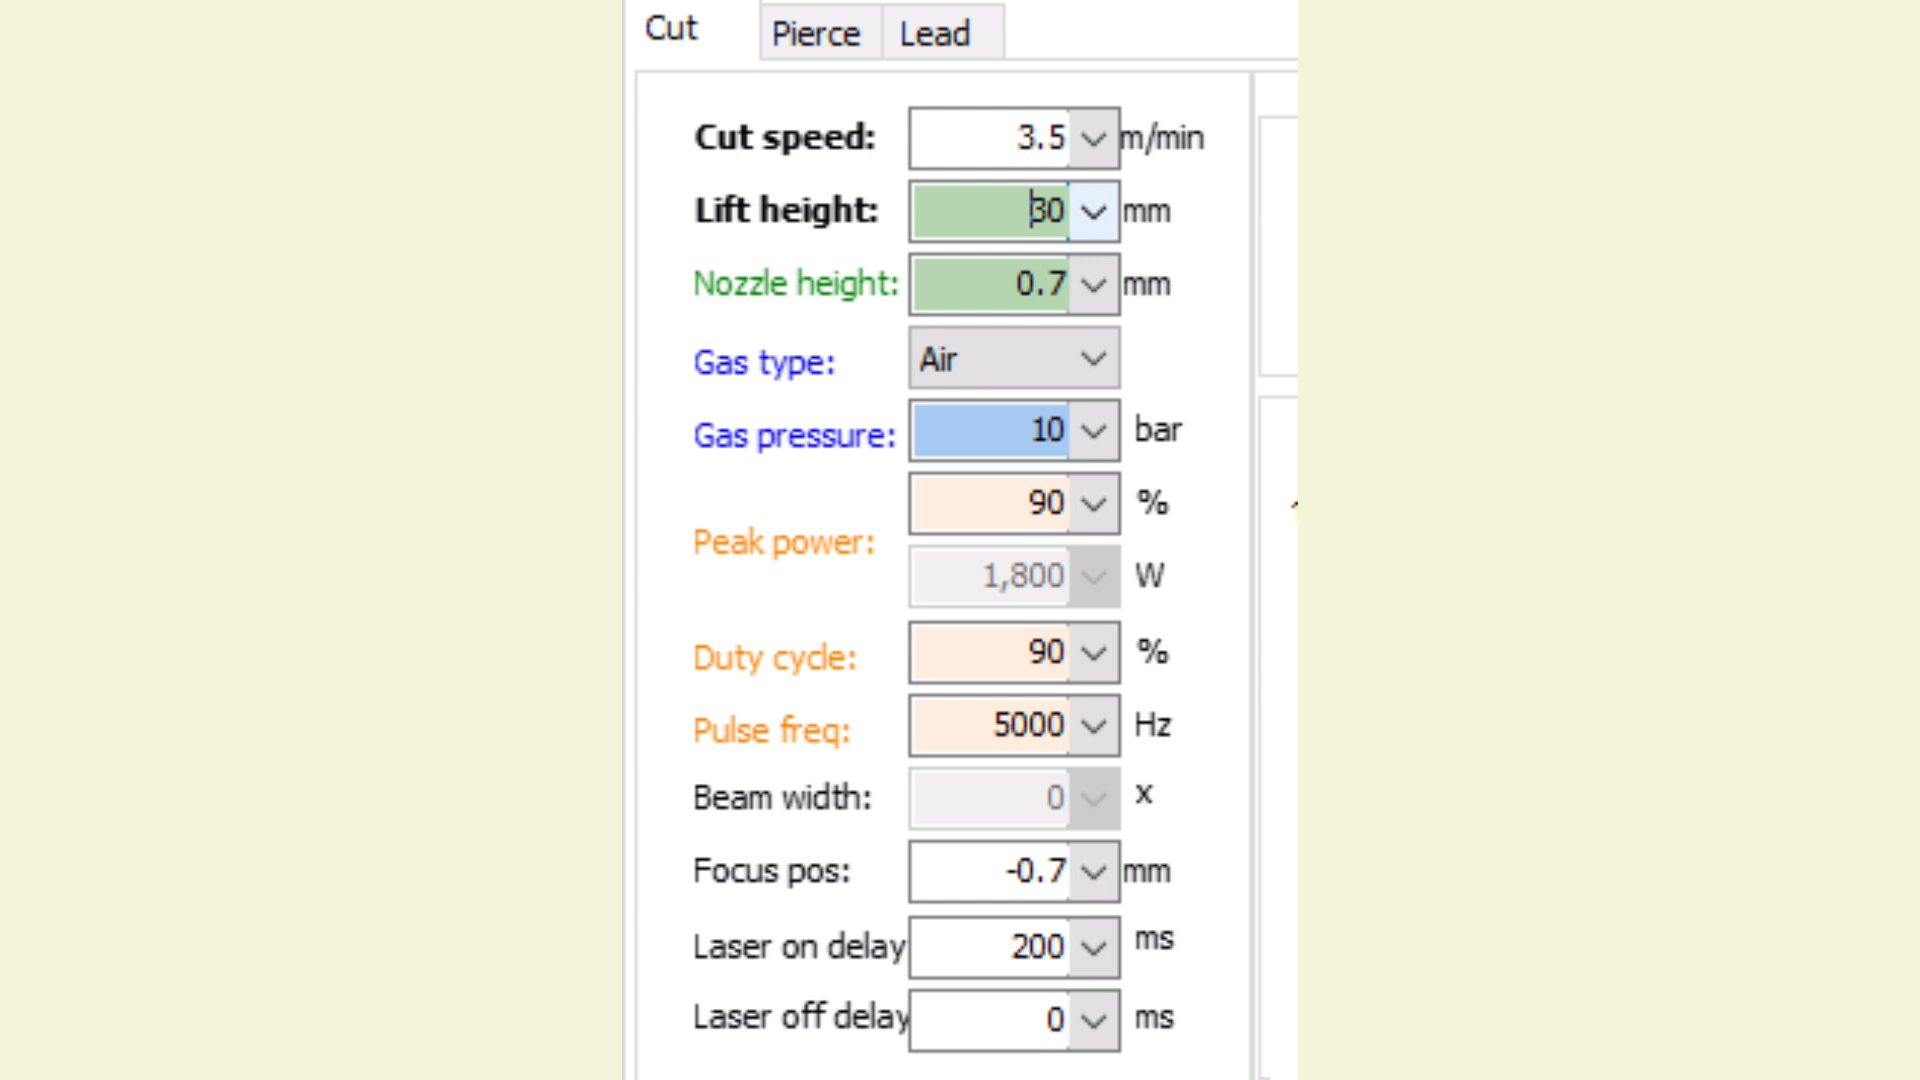 Cut Pierce Lead
Cut speed: 3.5 m/min
Lift height: 30 mm
Nozzle height: 0.7 mm
Gas type: Air
Gas pressure: 10 bar
90 %
Peak power:
1,800 W
Duty cycle: 90 %
Pulse freq: 5000 Hz
Beam width: 0 x
Focus pos: -0.7 mm
Laser on delay 200 ms
Laser off delay 0 ms